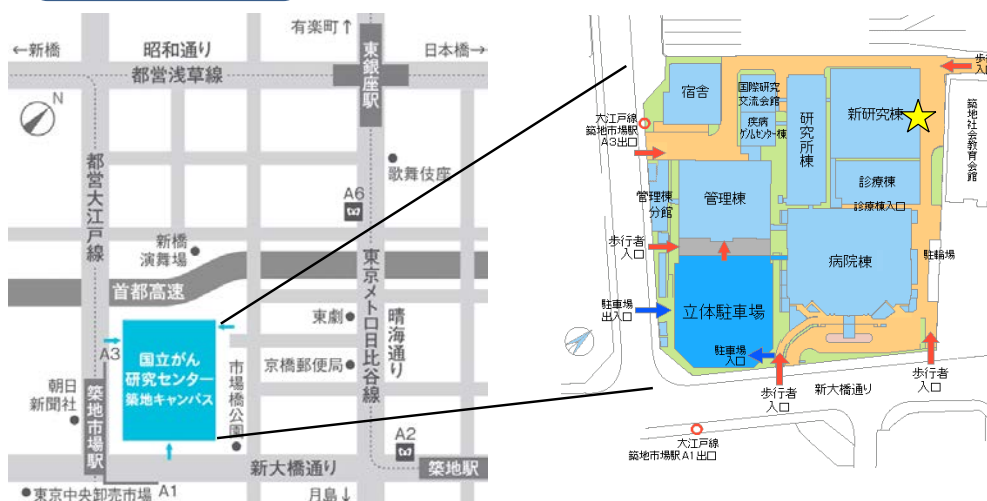 有楽町↑
←新橋
昭和通り
日本橋→
都営浅草線
東銀座駅
N
都営大江戸線
歌舞伎座
A6
新橋
演舞場
首都高速
東京メトロ日比谷線
晴海通り
東劇
京橋郵便局
A3
国立がん
研究センター
築地キャンパス
市場橋公園
朝日
新聞社
築地市場駅
A2
新大橋通り
築地駅
東京中央卸売市場
A1
月島↓
宿舎
国際研究
交流会館
疾病
ゲノムセンター棟
研究所棟
新研究棟
歩行者
入口
築地社会教育会館
大江戸線
築地市場駅
A3出口
診療棟
診療棟入口
管理棟
分館
管理棟
歩行者
入口
病院棟
駐輪場
駐車場
出入口
立体駐車場
駐車場
入口
歩行者
入口
新大橋通り
歩行者
入口
大江戸線
築地市場駅A1出口